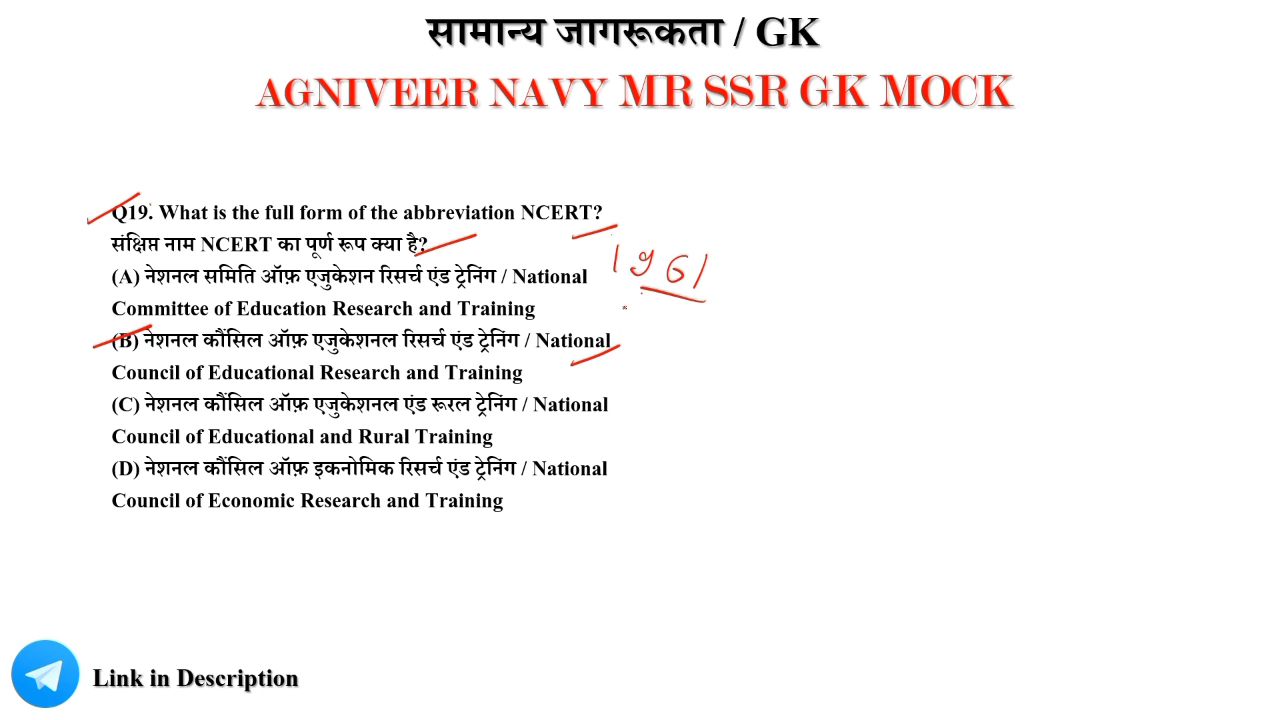 सामान्य जागरूकता / GK
AGNIVEER NAVY MR SSR GK MOCK
Q19. What is the full form of the abbreviation NCERT?
संक्षिप्त नाम NCERT का पूर्ण रूप क्या है?
1961
(A) नेशनल समिति ऑफ़ एजुकेशन रिसर्च एंड ट्रेनिंग / National
Committee of Education Research and Training
(B) नेशनल कौंसिल ऑफ़ एजुकेशनल रिसर्च एंड ट्रेनिंग / National
Council of Educational Research and Training
(C) नेशनल कौंसिल ऑफ़ एजुकेशनल एंड रूरल ट्रेनिंग / National
Council of Educational and Rural Training
(D) नेशनल कौंसिल ऑफ़ इकनोमिक रिसर्च एंड ट्रेनिंग / National
Council of Economic Research and Training
Link in Description